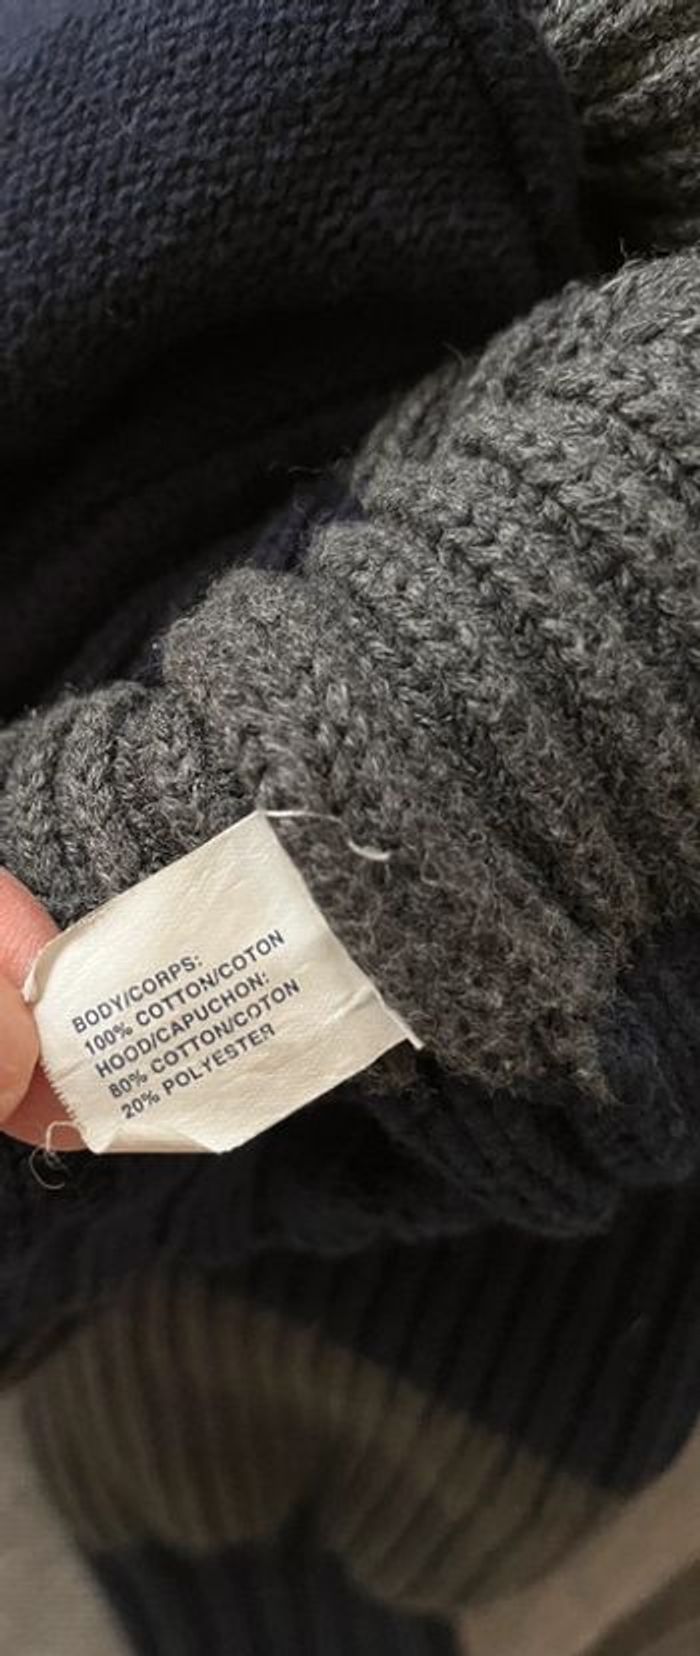 BODY/CORPS:
100% COTTON/COTON
HOOD/CAPUCHON:
80% COTTON/COTON
20% POLYESTER